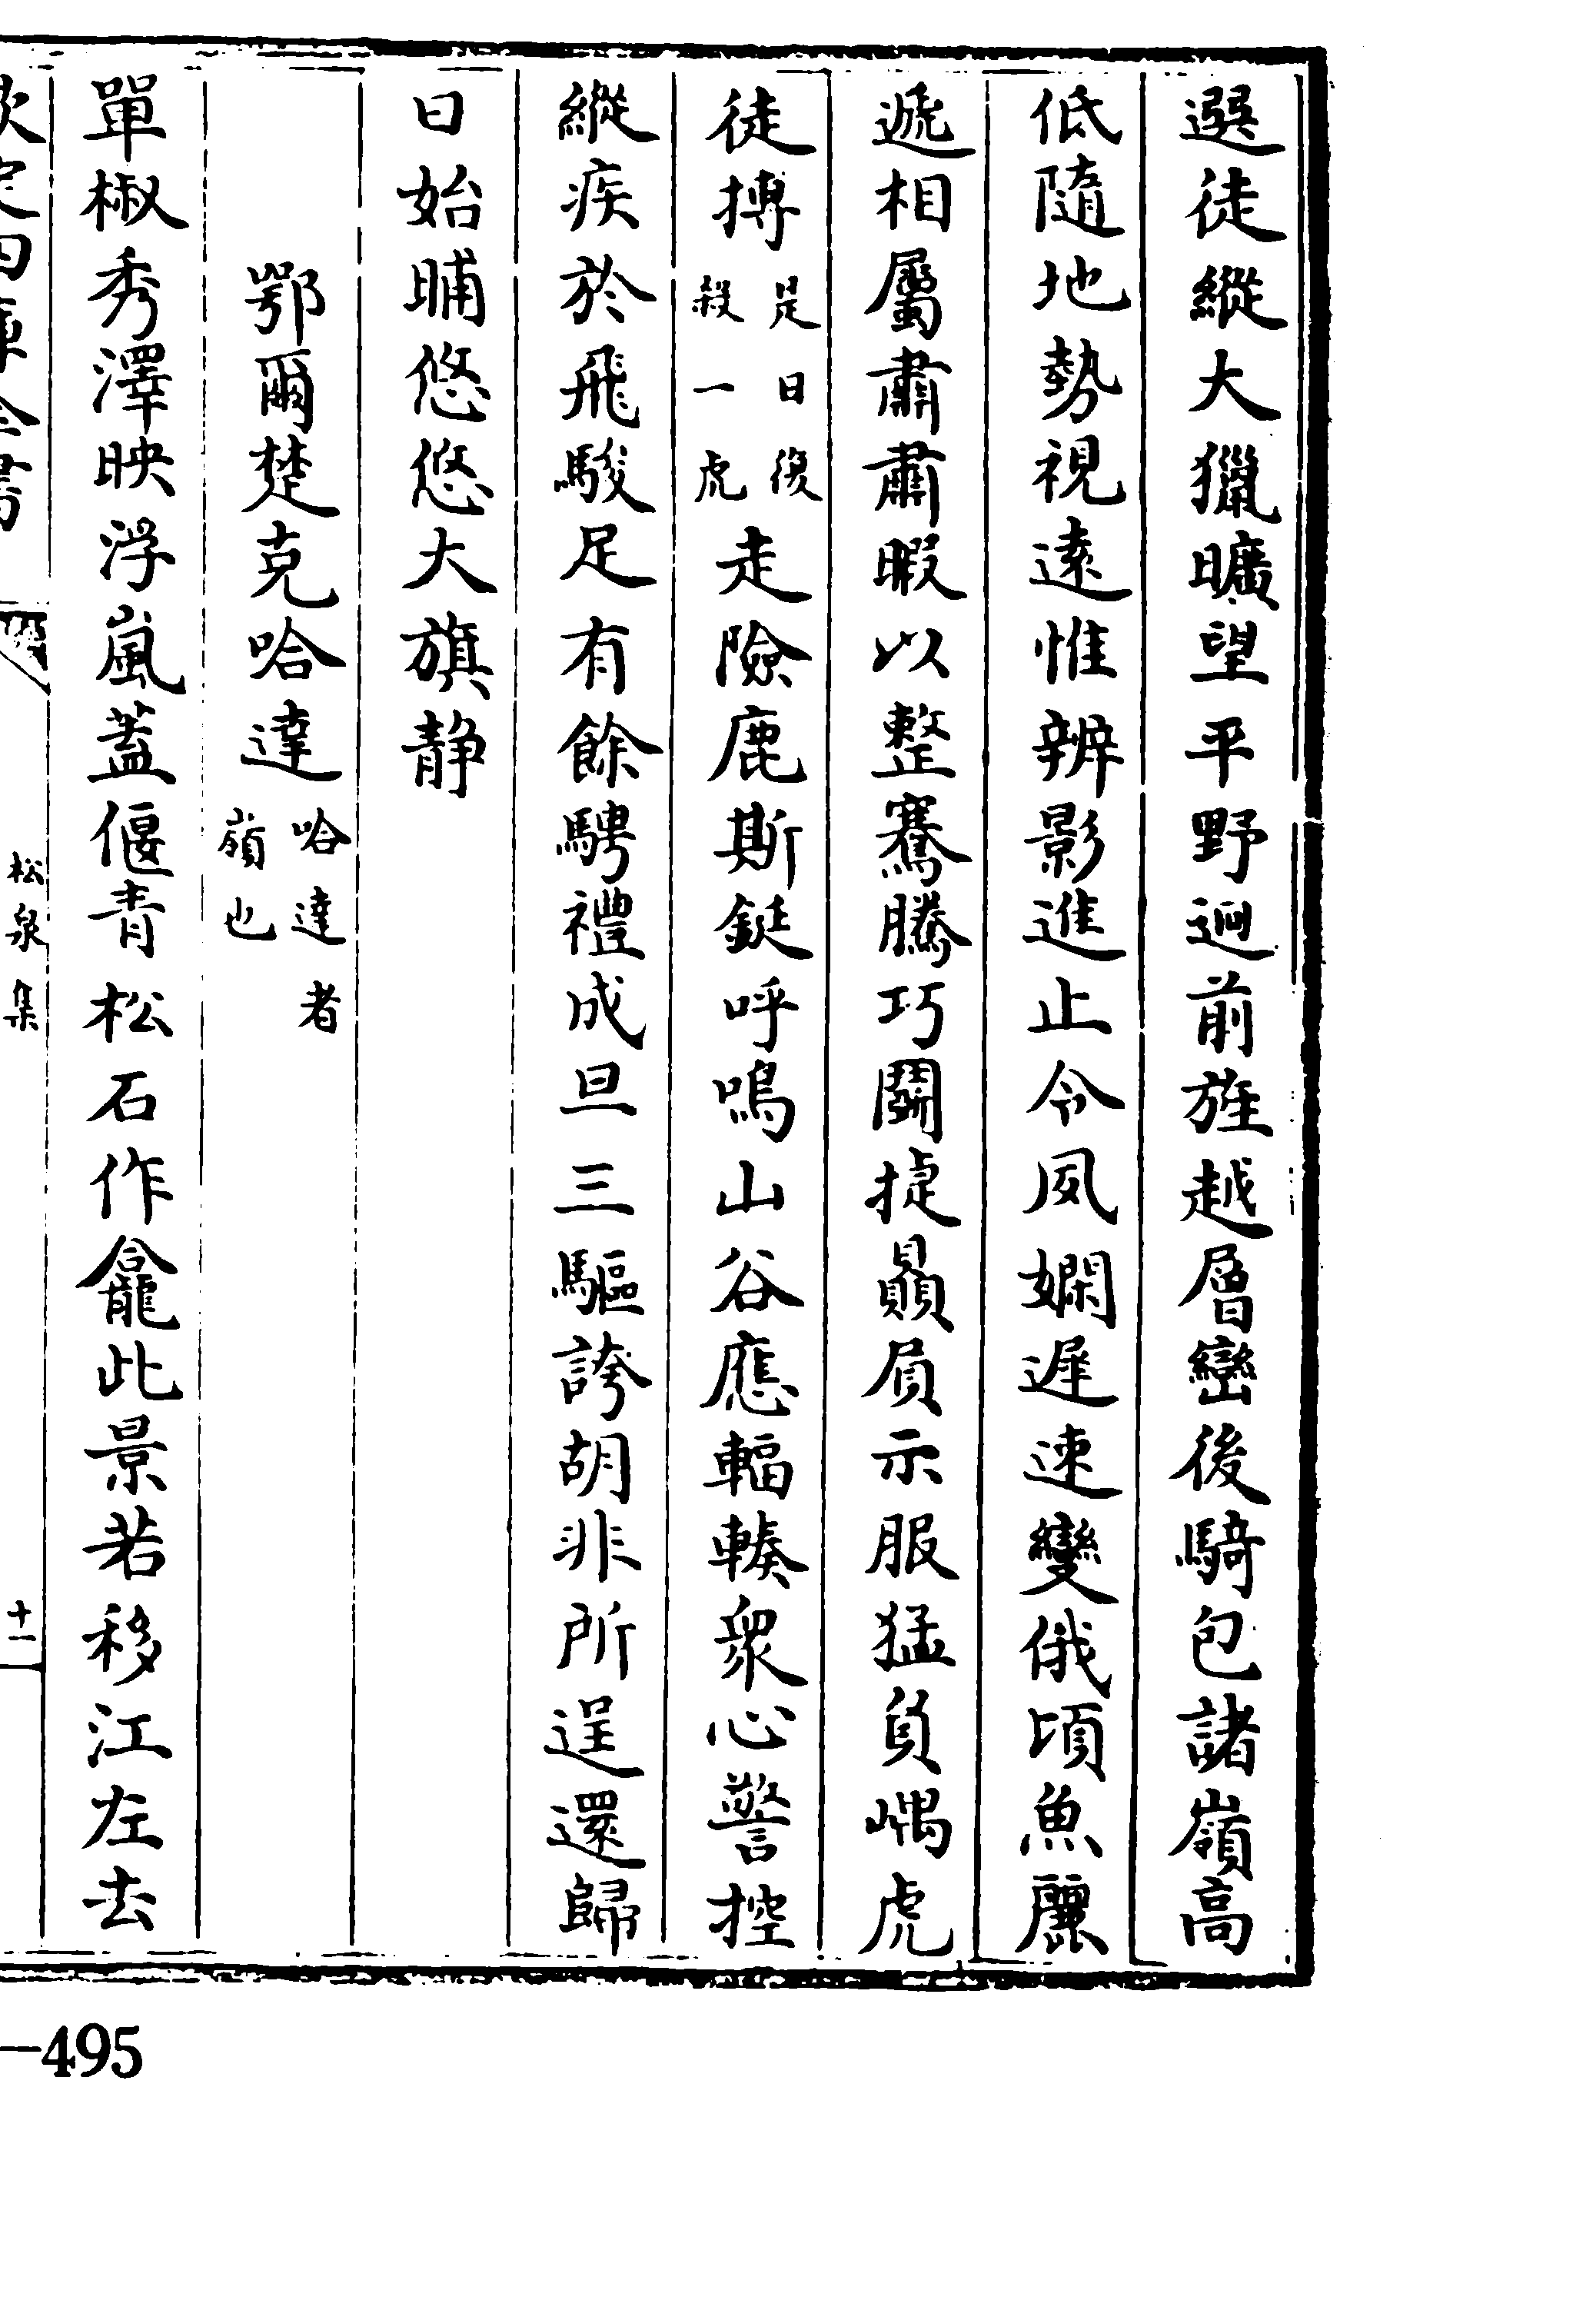 選徒縱大獵曠望平野迥前旌越層巒後騎包諸嶺高
低隨地勢視遠惟辨影進止令夙嫻遲速變俄頃魚麗
遞相屬肅肅暇以整騫騰巧鬭捷贔屓示服猛負嵎虎
徒搏是日復殺一虎走險鹿斯鋌呼鳴山谷應輻輳衆心警控
縱疾於飛駿足有餘騁禮成旦三驅誇胡非所逞還歸
日始晡悠悠大旗静
鄂爾楚克哈達哈達者嶺也
單椒秀澤映浮嵐蓋偃青松石作龕此景若移江左去
欽定四庫全書
松泉集
十一
—495